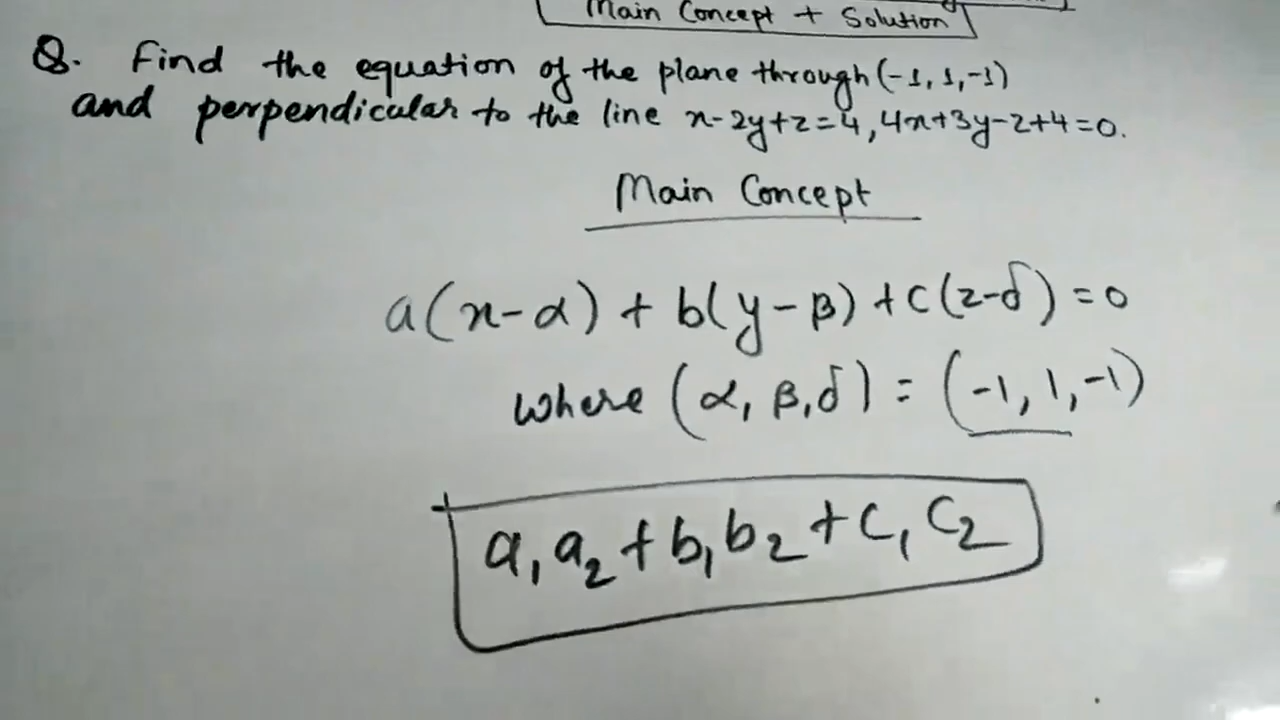 Main Concept + Solution
Q. Find the equation of the plane through (-1, 1, -1)
and perpendicular to the line x-2y+z=4, 4x+3y-z+4=0.
Main Concept
a(x-α) + b(y-β) + c(z-δ) = 0
where (α, β, δ) = (-1, 1, -1)
a₁a₂ + b₁b₂ + c₁c₂